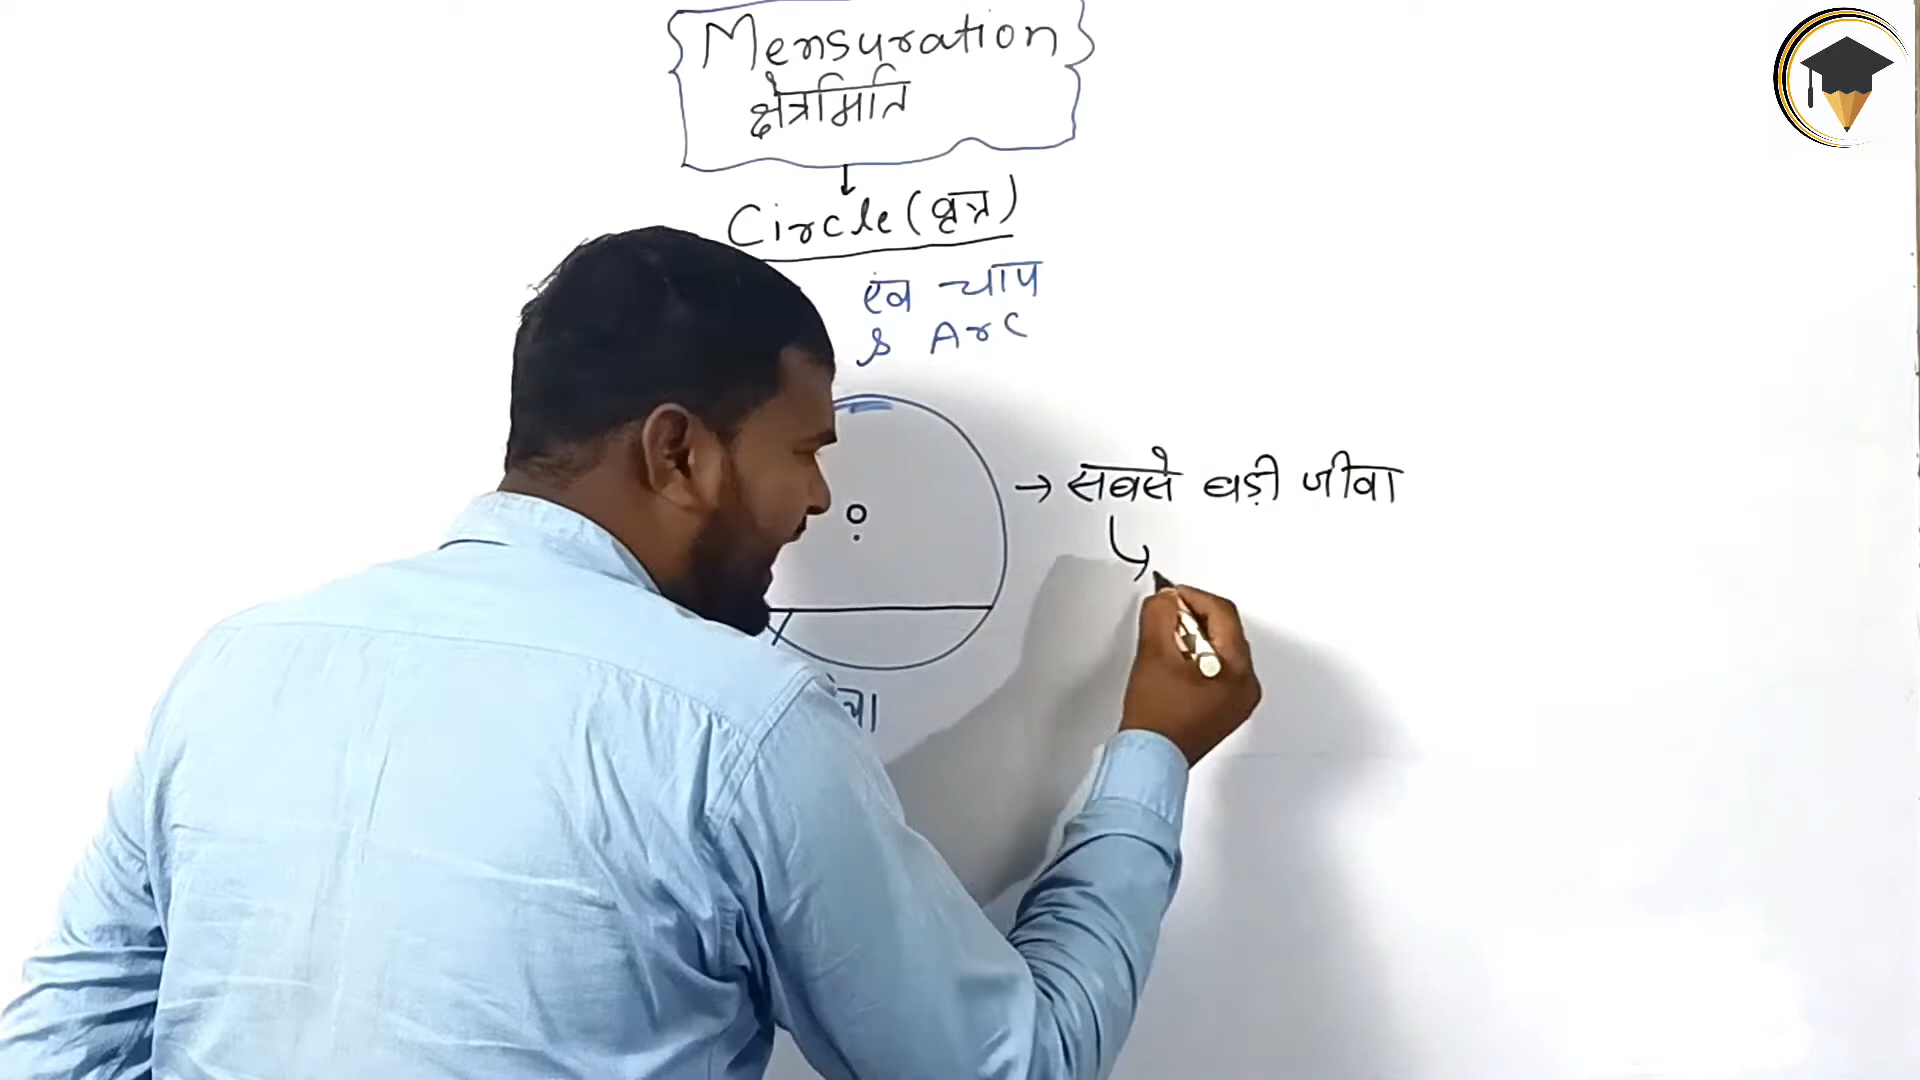 Mensuration
क्षेत्रमिति
Circle (वृत्त)
एवं चाप
& Arc
O
→ सबसे बड़ी जीवा